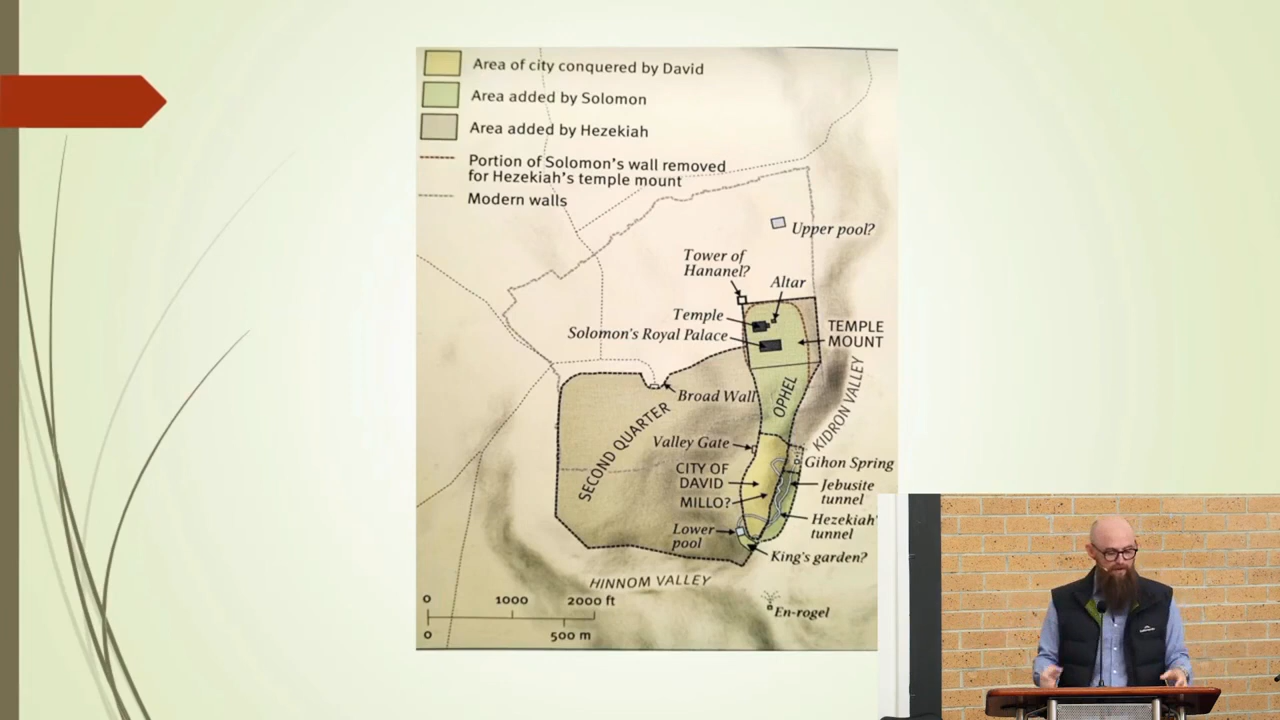 Area of city conquered by David
Area added by Solomon
Area added by Hezekiah
Portion of Solomon's wall removed
for Hezekiah's temple mount
Modern walls
Upper pool?
Tower of
Hananel?
Altar
Temple
Solomon's Royal Palace
TEMPLE
MOUNT
Broad Wall
OPHEL
KIDRON VALLEY
SECOND QUARTER
Valley Gate
Gihon Spring
CITY OF
DAVID
Jebusite
tunnel
MILLO?
Hezekiah'
tunnel
Lower
pool
King's garden?
HINNOM VALLEY
En-rogel
0 1000 2000 ft
0 500 m